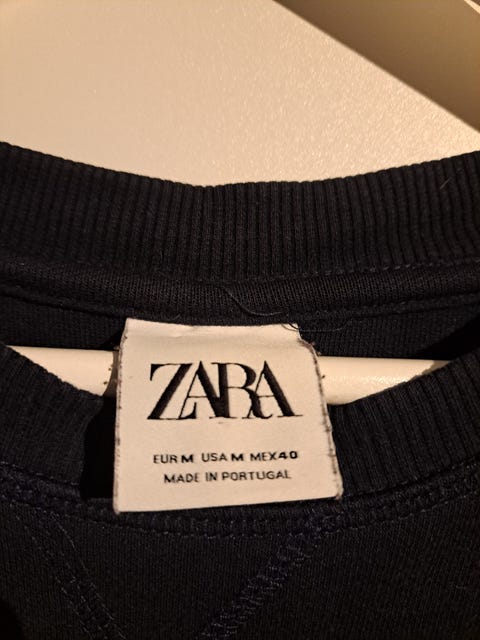 ZARA
EUR M USA M MEX 40
MADE IN PORTUGAL